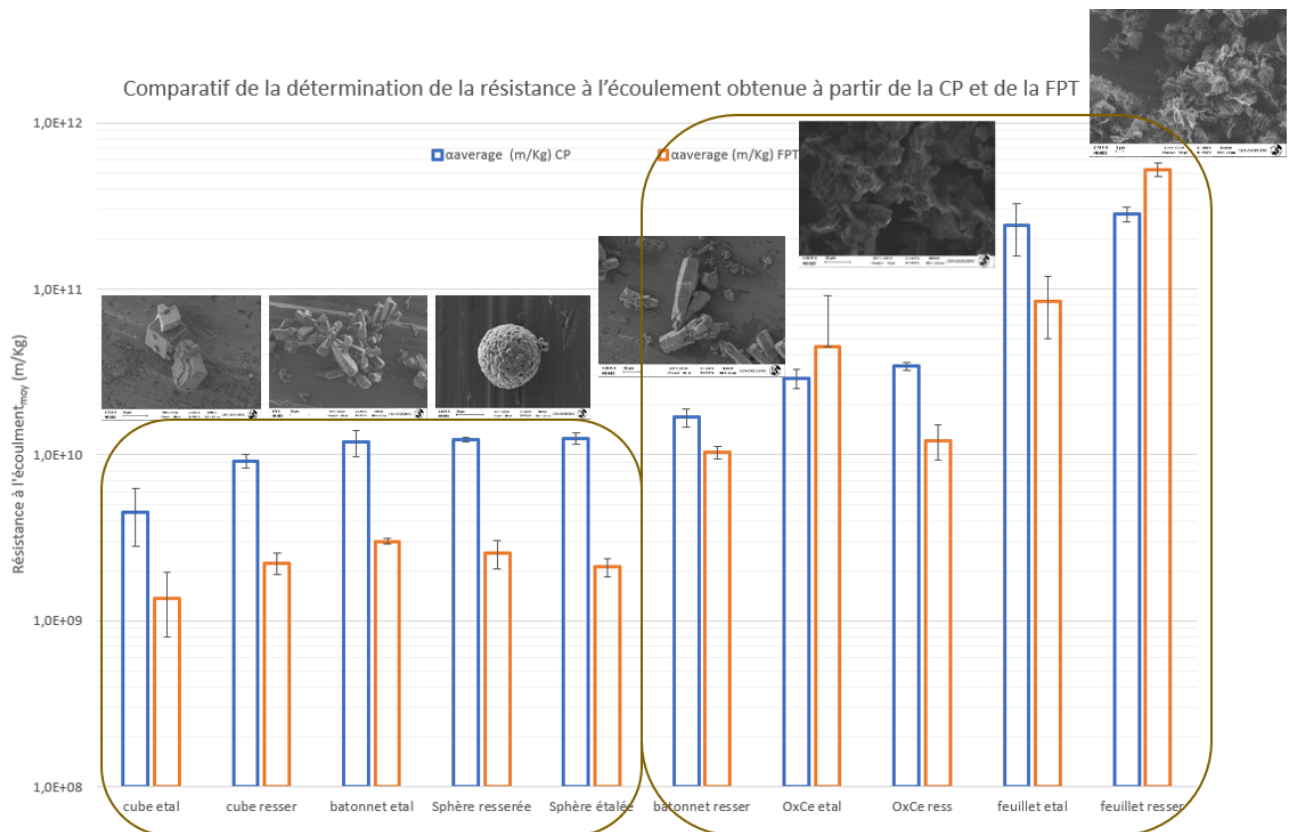 Comparatif de la détermination de la résistance à l'écoulement obtenue à partir de la CP et de la FPT
1,0E+12
αaverage (m/Kg) CP
αaverage (m/Kg) FPT
1,0E+11
1,0E+10
1,0E+09
1,0E+08
Résistance à l'écoulment moy (m/Kg)
cube etal
cube resser
batonnet etal
Sphère resserée
Sphère étalée
batonnet resser
OxCe etal
OxCe ress
feuillet etal
feuillet resser